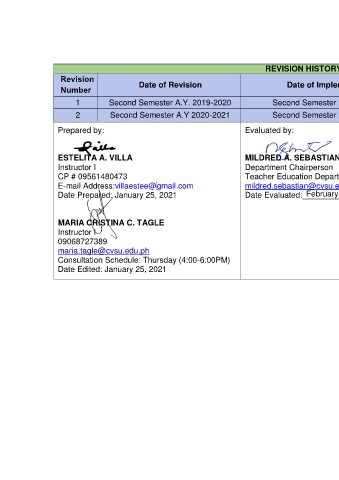 REVISION HISTORY
Revision Number
Date of Revision
Date of
1
Second Semester A.Y. 2019-2020
Second Semester
2
Second Semester A.Y 2020-2021
Second Semester
Prepared by:
ESTELITA A. VILLA
Instructor I
CP # 09561480473
E-mail Address:villaestee@gmail.com
Date Prepared: January 25, 2021
MARIA CRISTINA C. TAGLE
Instructor I
09068727389
maria.tagle@cvsu.edu.ph
Consultation Schedule: Thursday (4:00-6:00PM)
Date Edited: January 25, 2021
Evaluated by:
MILDRED A. SEBASTIAN
Department Chairperson
Teacher Education Depart
mildred.sebastian@cvsu.e
Date Evaluated: February